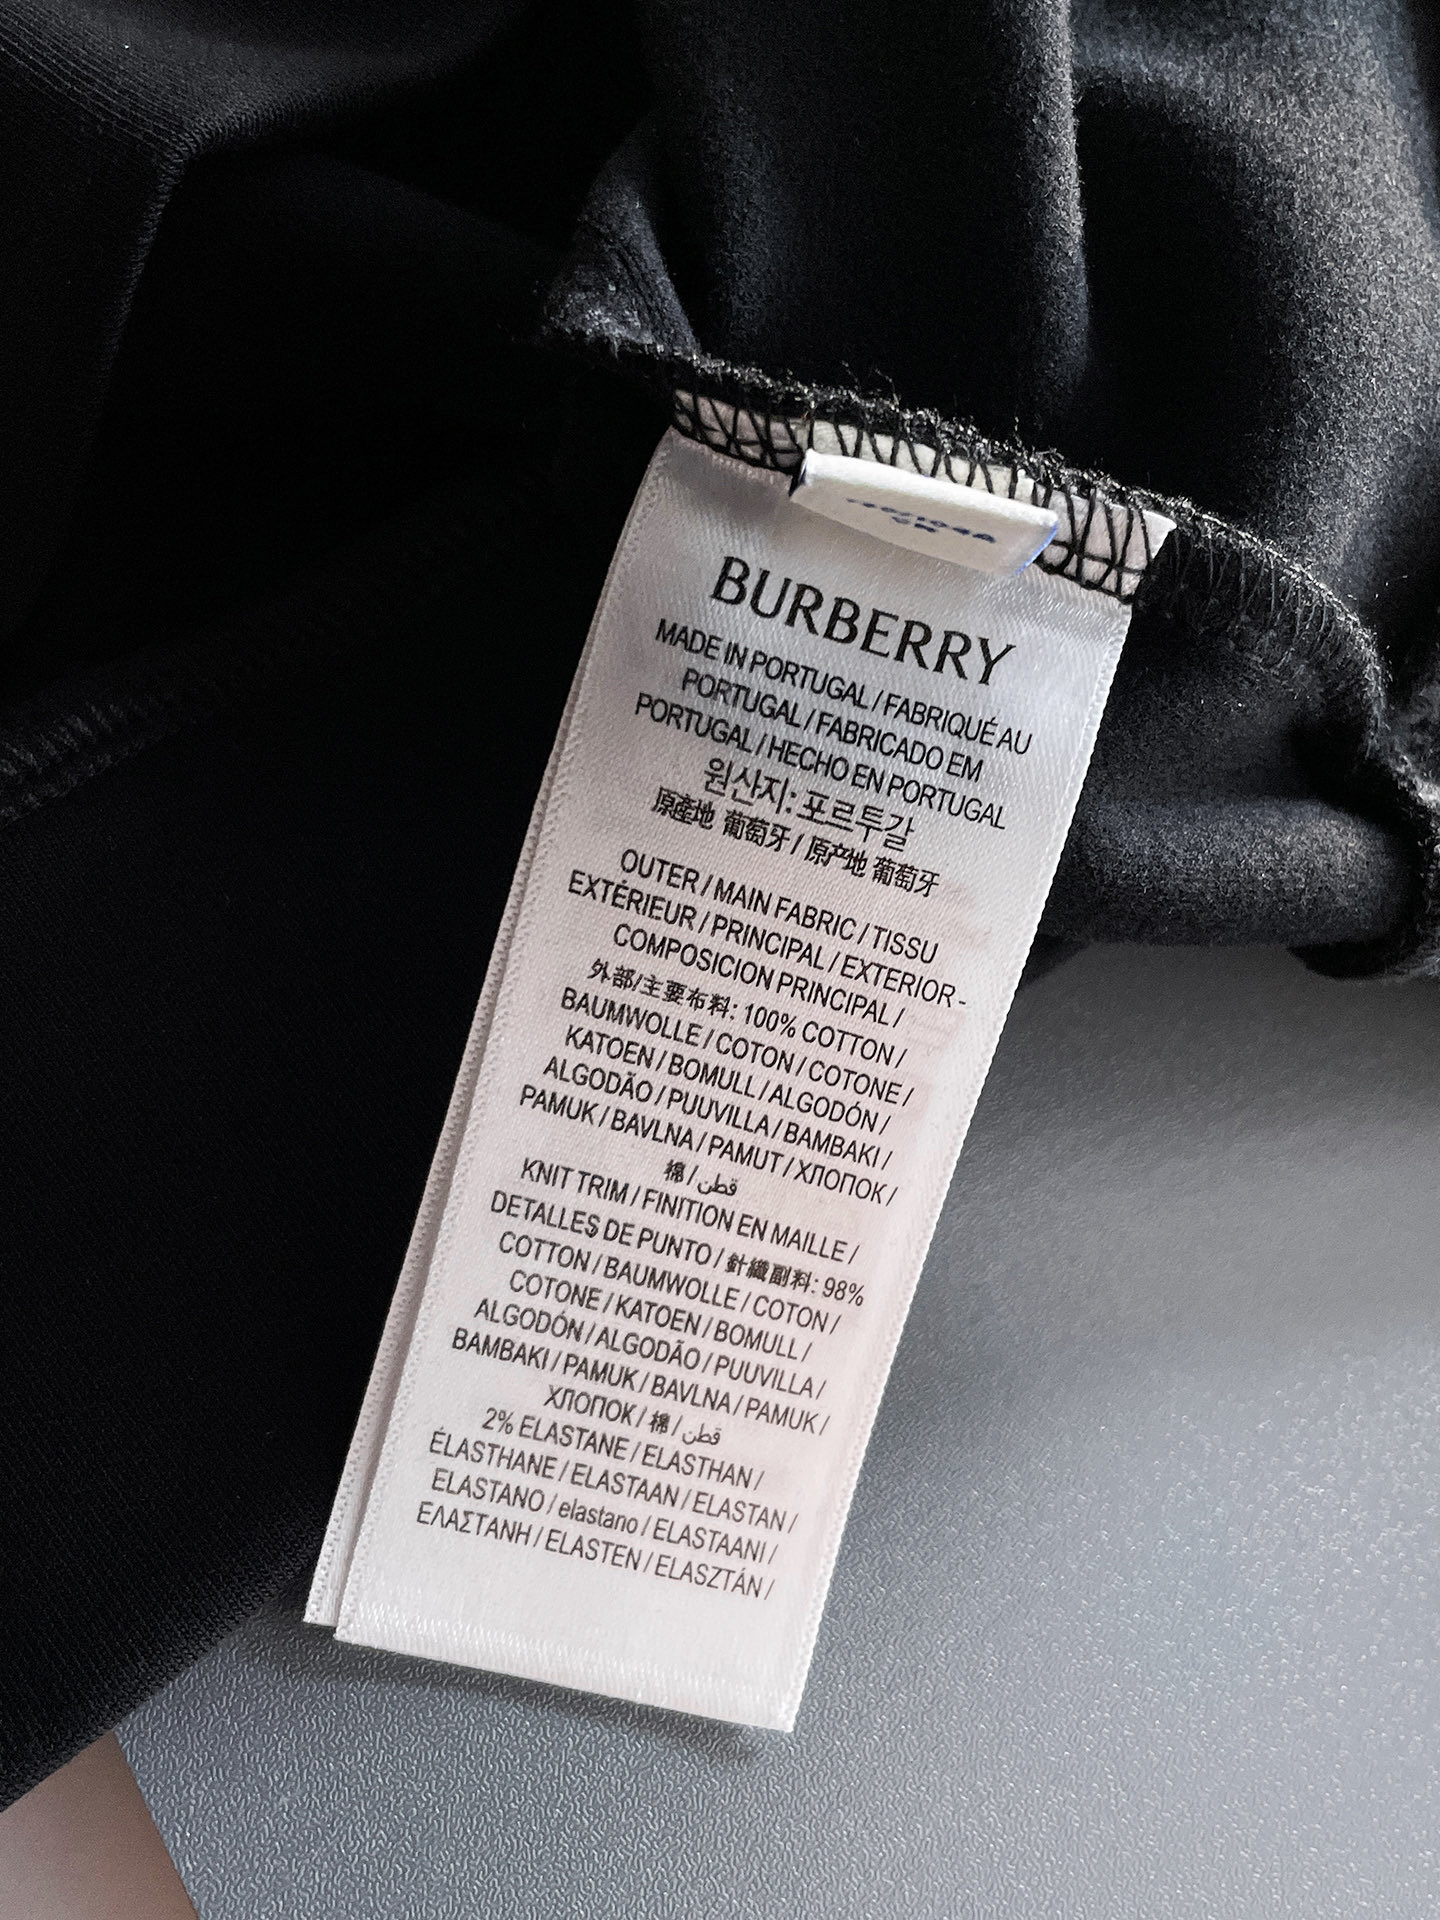 BURBERRY
MADE IN PORTUGAL / FABRIQUÉ AU
PORTUGAL / FABRICADO EM
PORTUGAL / HECHO EN PORTUGAL
원산지: 포르투갈
原產地 葡萄牙 / 原产地 葡萄牙
OUTER / MAIN FABRIC / TISSU
EXTÉRIEUR / PRINCIPAL / EXTERIOR -
COMPOSICION PRINCIPAL /
外部/主要布料: 100% COTTON /
BAUMWOLLE / COTON / COTONE /
KATOEN / BOMULL / ALGODÓN /
ALGODÃO / PUUVILLA / BAMBAKI /
PAMUK / BAVLNA / PAMUT / ХЛОПОК /
棉 / قطن
KNIT TRIM / FINITION EN MAILLE /
DETALLES DE PUNTO / 針織副料: 98%
COTTON / BAUMWOLLE / COTON /
COTONE / KATOEN / BOMULL /
ALGODÓN / ALGODÃO / PUUVILLA /
BAMBAKI / PAMUK / BAVLNA / PAMUK /
ХЛОПОК / 棉 / قطن
2% ELASTANE / ELASTHAN /
ÉLASTHANE / ELASTAAN / ELASTAN /
ELASTANO / elastano / ELASTAANI /
ΕΛΑΣΤΑΝΗ / ELASTEN / ELASZTÁN /